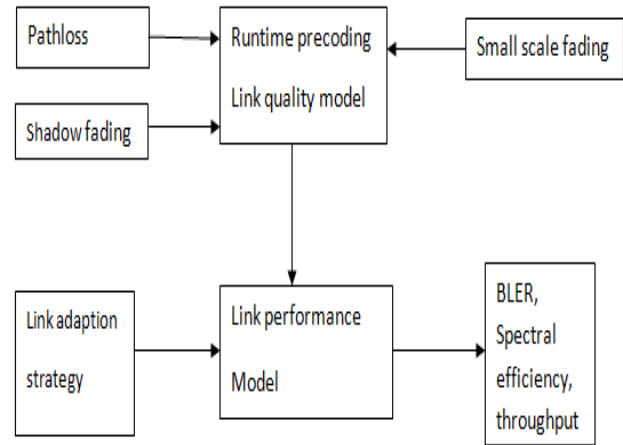 Pathloss
Runtime precoding
Link quality model
Small scale fading
Shadow fading
Link adaption
strategy
Link performance
Model
BLER,
Spectral
efficiency,
throughput